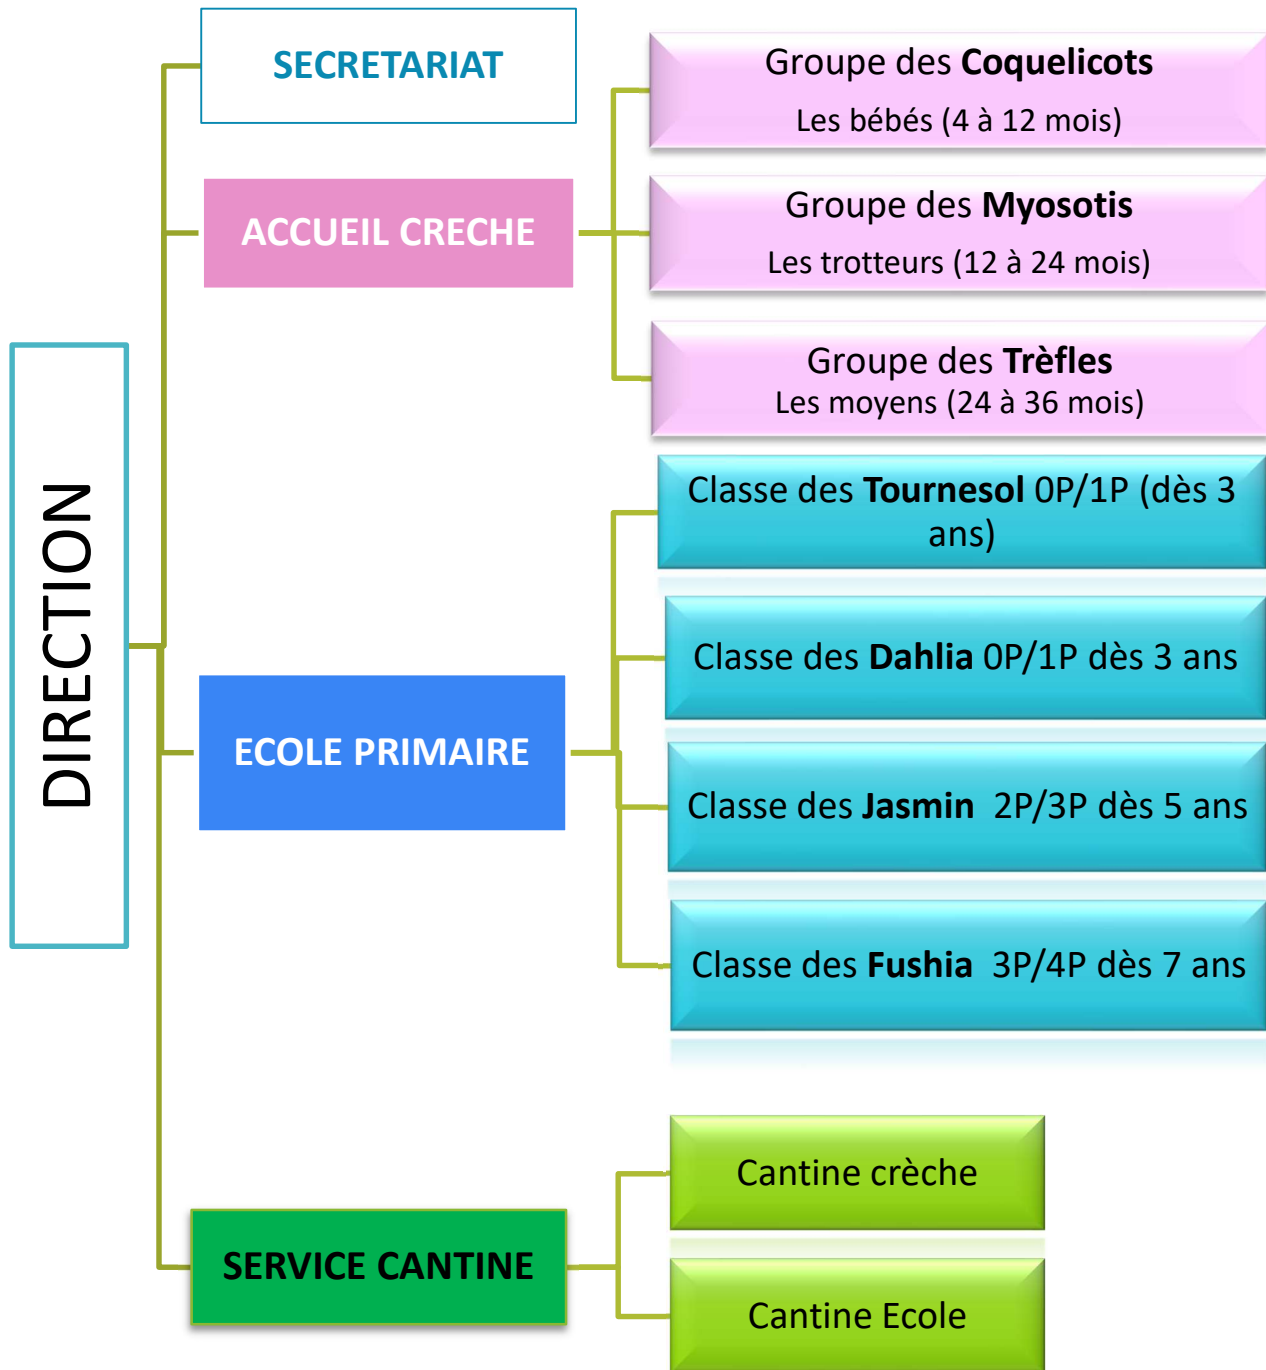 DIRECTION
SECRETARIAT
ACCUEIL CRECHE
Groupe des Coquelicots
Les bébés (4 à 12 mois)
Groupe des Myosotis
Les trotteurs (12 à 24 mois)
Groupe des Trèfles
Les moyens (24 à 36 mois)
ECOLE PRIMAIRE
Classe des Tournesol 0P/1P (dès 3
ans)
Classe des Dahlia 0P/1P dès 3 ans
Classe des Jasmin 2P/3P dès 5 ans
Classe des Fushia 3P/4P dès 7 ans
SERVICE CANTINE
Cantine crèche
Cantine Ecole